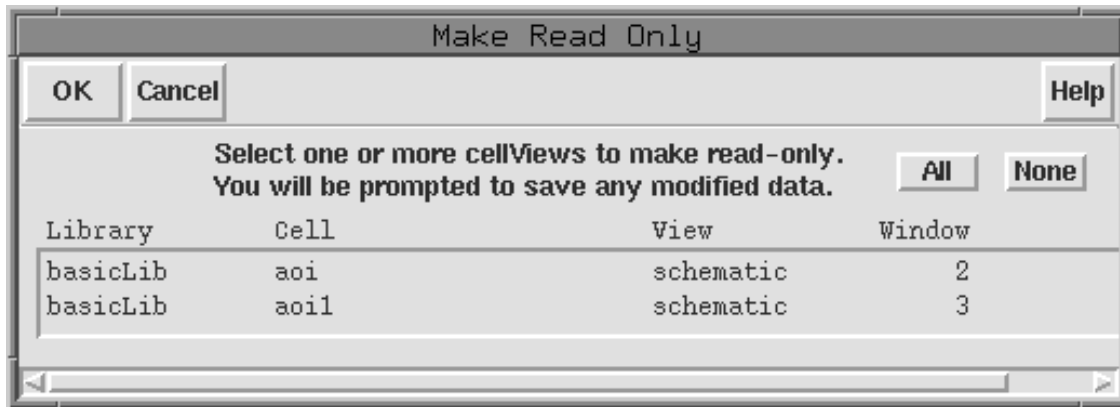 Make Read Only
OK Cancel Help
Select one or more cellViews to make read-only.
You will be prompted to save any modified data.
All None
Library Cell View Window
basicLib aoi schematic 2
basicLib aoi1 schematic 3